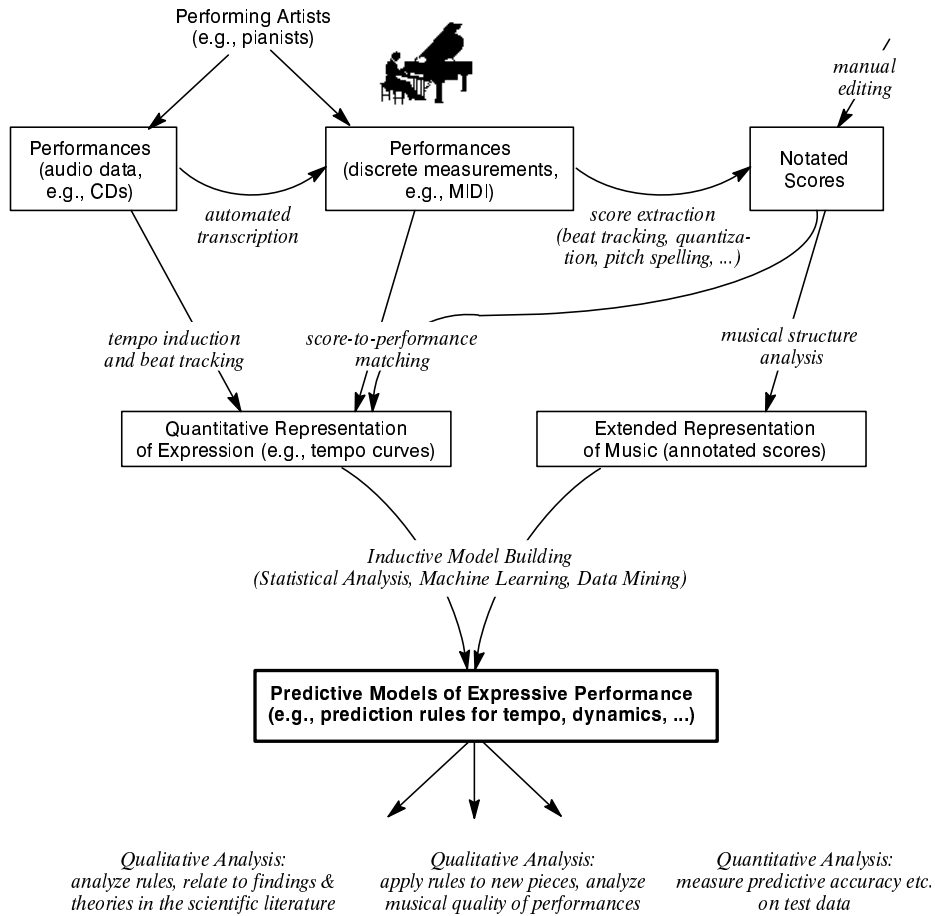 Performing Artists
(e.g., pianists)
manual
editing
Performances
(audio data,
e.g., CDs)
Performances
(discrete measurements,
e.g., MIDI)
Notated
Scores
automated
transcription
score extraction
(beat tracking, quantiza-
tion, pitch spelling, ...)
tempo induction
and beat tracking
score-to-performance
matching
musical structure
analysis
Quantitative Representation
of Expression (e.g., tempo curves)
Extended Representation
of Music (annotated scores)
Inductive Model Building
(Statistical Analysis, Machine Learning, Data Mining)
Predictive Models of Expressive Performance
(e.g., prediction rules for tempo, dynamics, ...)
Qualitative Analysis:
analyze rules, relate to findings &
theories in the scientific literature
Qualitative Analysis:
apply rules to new pieces, analyze
musical quality of performances
Quantitative Analysis:
measure predictive accuracy etc.
on test data